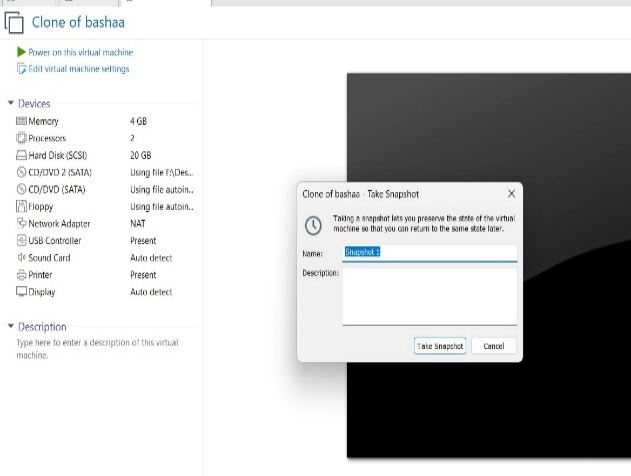 Clone of bashaa
Power on this virtual machine
Edit virtual machine settings
Devices
Memory 4 GB
Processors 2
Hard Disk (SCSI) 20 GB
CD/DVD 2 (SATA) Using file F:\Des...
CD/DVD (SATA) Using file autoin...
Floppy Using file autoin...
Network Adapter NAT
USB Controller Present
Sound Card Auto detect
Printer Present
Display Auto detect
Description
Type here to enter a description of this virtual
machine.
Clone of bashaa - Take Snapshot
Taking a snapshot lets you preserve the state of the virtual
machine so that you can return to the same state later.
Name: Snapshot 1
Description:
Take Snapshot Cancel